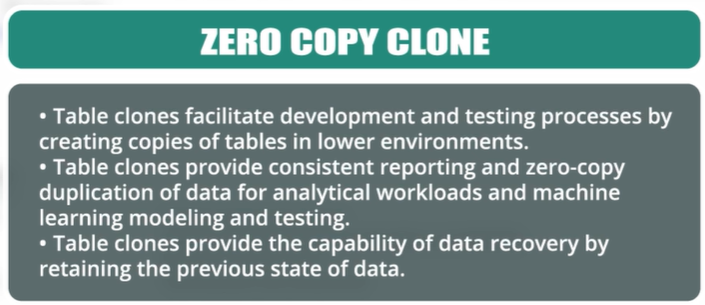 ZERO COPY CLONE
• Table clones facilitate development and testing processes by
creating copies of tables in lower environments.
• Table clones provide consistent reporting and zero-copy
duplication of data for analytical workloads and machine
learning modeling and testing.
• Table clones provide the capability of data recovery by
retaining the previous state of data.